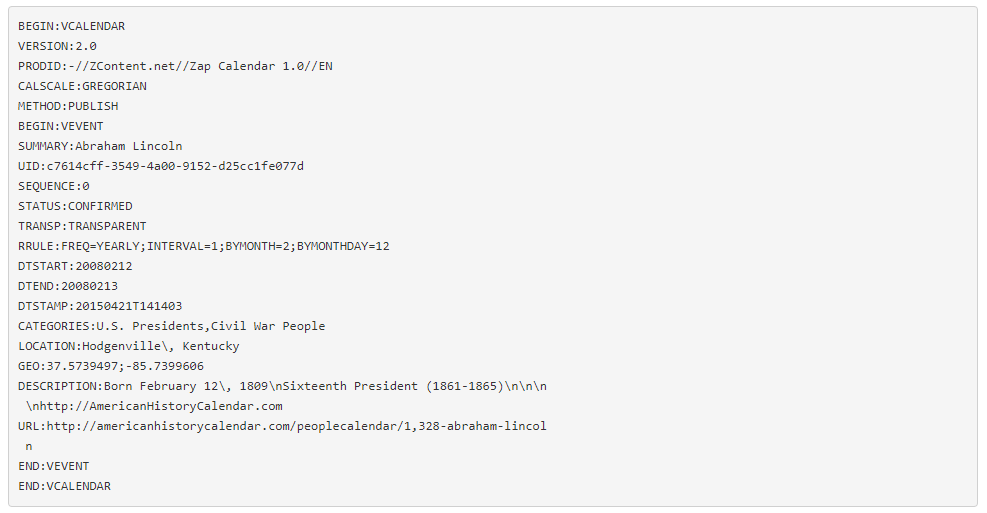 BEGIN:VCALENDAR
VERSION:2.0
PRODID:-//ZContent.net//Zap Calendar 1.0//EN
CALSCALE:GREGORIAN
METHOD:PUBLISH
BEGIN:VEVENT
SUMMARY:Abraham Lincoln
UID:c7614cff-3549-4a00-9152-d25cc1fe077d
SEQUENCE:0
STATUS:CONFIRMED
TRANSP:TRANSPARENT
RRULE:FREQ=YEARLY;INTERVAL=1;BYMONTH=2;BYMONTHDAY=12
DTSTART:20080212
DTEND:20080213
DTSTAMP:20150421T141403
CATEGORIES:U.S. Presidents,Civil War People
LOCATION:Hodgenville\, Kentucky
GEO:37.5739497;-85.7399606
DESCRIPTION:Born February 12\, 1809\nSixteenth President (1861-1865)\n\n\n
 \nhttp://AmericanHistoryCalendar.com
URL:http://americanhistorycalendar.com/peoplecalendar/1,328-abraham-lincol
 n
END:VEVENT
END:VCALENDAR